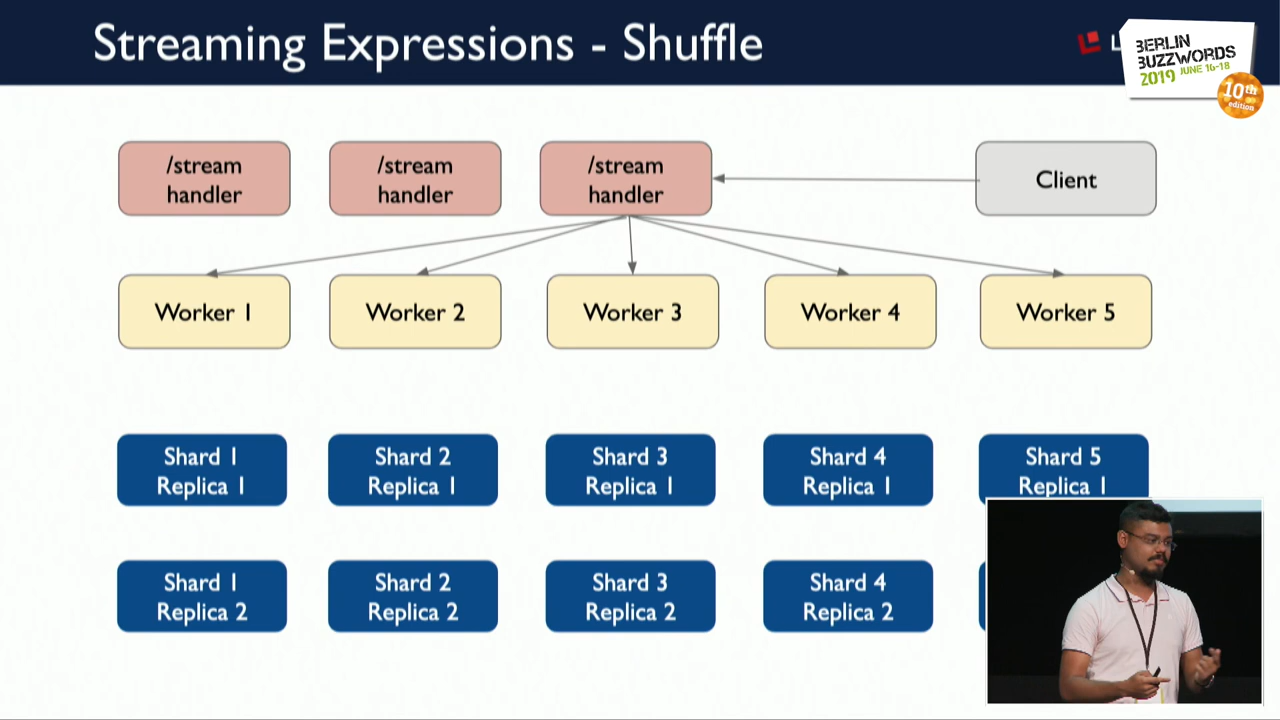 Streaming Expressions - Shuffle
L
BERLIN
BUZZWORDS
2019 JUNE 16-18
10th
edition
/stream
handler
/stream
handler
/stream
handler
Client
Worker 1
Worker 2
Worker 3
Worker 4
Worker 5
Shard 1
Replica 1
Shard 2
Replica 1
Shard 3
Replica 1
Shard 4
Replica 1
Shard 5
Replica 1
Shard 1
Replica 2
Shard 2
Replica 2
Shard 3
Replica 2
Shard 4
Replica 2